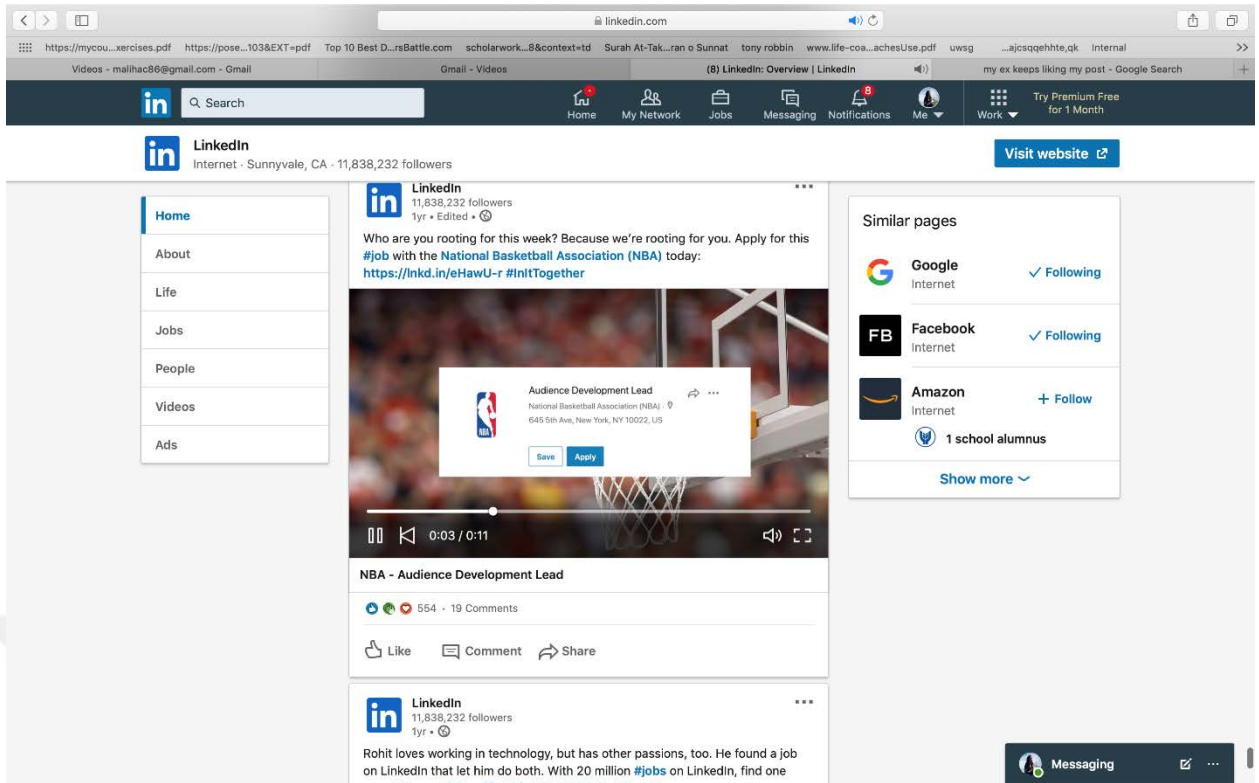 linkedin.com
https://mycou...xercises.pdf https://pose...103&EXT=pdf Top 10 Best D...rsBattle.com scholarwork...8&context=td Surah At-Tak...ran o Sunnat tony robbin www.life-coa...achesUse.pdf uwsg ...ajcsqqehhte,qk Internal >>
Videos - malihac86@gmail.com - Gmail Gmail - Videos (8) LinkedIn: Overview | LinkedIn my ex keeps liking my post - Google Search +
in Search Home My Network Jobs Messaging 8 Notifications Me Work Try Premium Free
for 1 Month
in LinkedIn
Internet · Sunnyvale, CA · 11,838,232 followers
Visit website
Home
About
Life
Jobs
People
Videos
Ads
in LinkedIn
11,838,232 followers
1yr • Edited •
Who are you rooting for this week? Because we're rooting for you. Apply for this
#job with the National Basketball Association (NBA) today:
https://lnkd.in/eHawU-r #InItTogether
Audience Development Lead
National Basketball Association (NBA)
645 5th Ave, New York, NY 10022, US
NBA
Save Apply
0:03 / 0:11
NBA - Audience Development Lead
554 · 19 Comments
Like Comment Share
in LinkedIn
11,838,232 followers
1yr •
Rohit loves working in technology, but has other passions, too. He found a job
on LinkedIn that let him do both. With 20 million #jobs on LinkedIn, find one
Similar pages
Google
Internet
Following
FB Facebook
Internet
Following
Amazon
Internet
+ Follow
1 school alumnus
Show more
Messaging